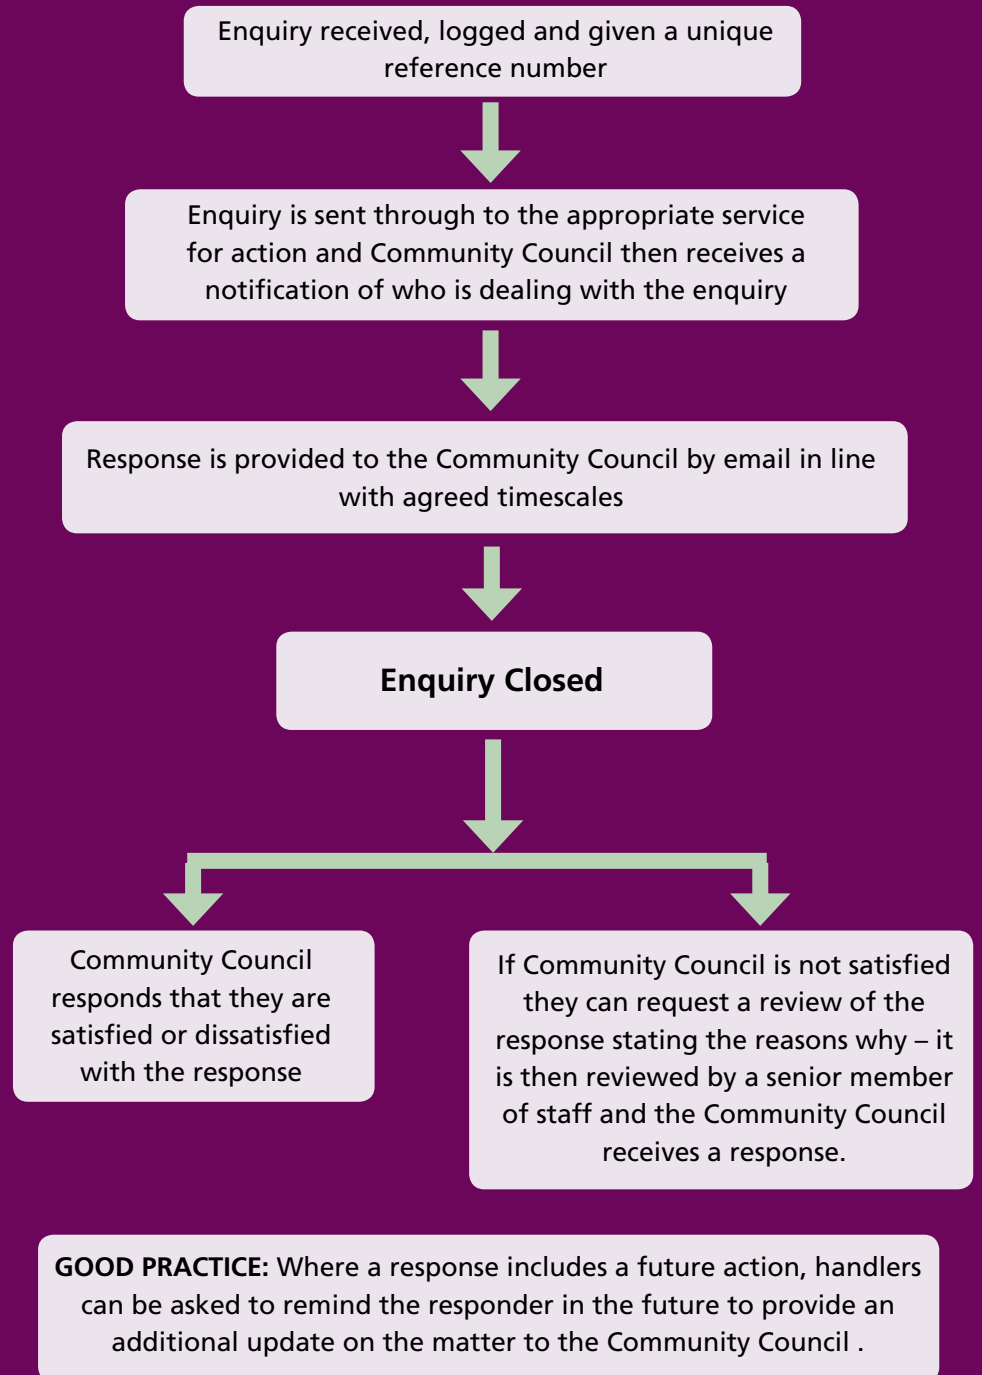 Enquiry received, logged and given a unique
reference number
Enquiry is sent through to the appropriate service
for action and Community Council then receives a
notification of who is dealing with the enquiry
Response is provided to the Community Council by email in line
with agreed timescales
Enquiry Closed
Community Council
responds that they are
satisfied or dissatisfied
with the response
If Community Council is not satisfied
they can request a review of the
response stating the reasons why – it
is then reviewed by a senior member
of staff and the Community Council
receives a response.
GOOD PRACTICE: Where a response includes a future action, handlers
can be asked to remind the responder in the future to provide an
additional update on the matter to the Community Council .